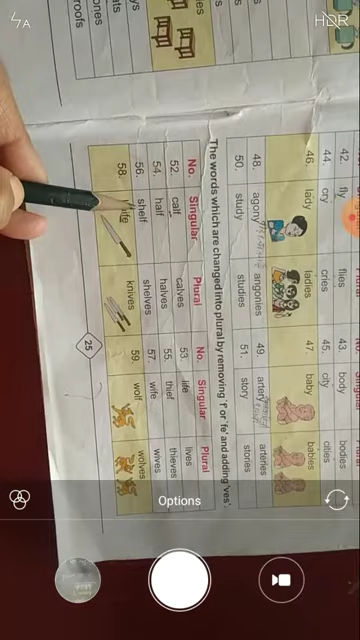 HDR
roofs
42. fly flies 43. body bodies
44. cry cries 45. city cities
46. lady ladies 47. baby babies
48. agony angonies 49. artery arteries
50. study studies 51. story stories
The words which are changed into plural by removing 'f' or 'fe' and adding 'ves'.
No. Singular Plural No. Singular Plural
52. calf calves 53. life lives
54. half halves 55. thief thieves
56. shelf shelves 57. wife wives
58. knives 59. wolf wolves
25
Options